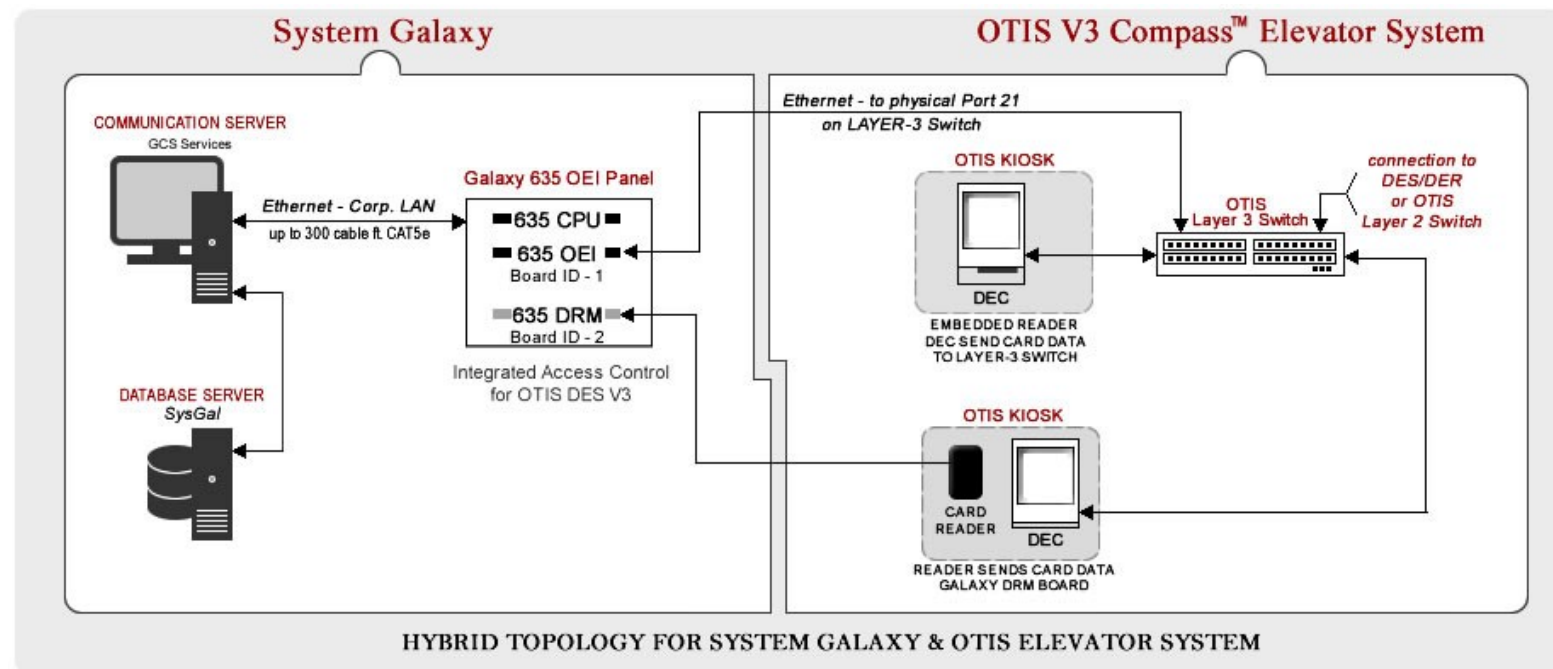 System Galaxy
OTIS V3 Compass™ Elevator System
COMMUNICATION SERVER
GCS Services
Ethernet - Corp. LAN
up to 300 cable ft. CAT5e
DATABASE SERVER
SysGal
Galaxy 635 OEI Panel
635 CPU
635 OEI
Board ID - 1
635 DRM
Board ID - 2
Integrated Access Control
for OTIS DES V3
Ethernet - to physical Port 21
on LAYER-3 Switch
OTIS KIOSK
DEC
EMBEDDED READER
DEC SEND CARD DATA
TO LAYER-3 SWITCH
OTIS
Layer 3 Switch
connection to
DES/DER
or OTIS
Layer 2 Switch
OTIS KIOSK
CARD
READER
DEC
READER SENDS CARD DATA
GALAXY DRM BOARD
HYBRID TOPOLOGY FOR SYSTEM GALAXY & OTIS ELEVATOR SYSTEM